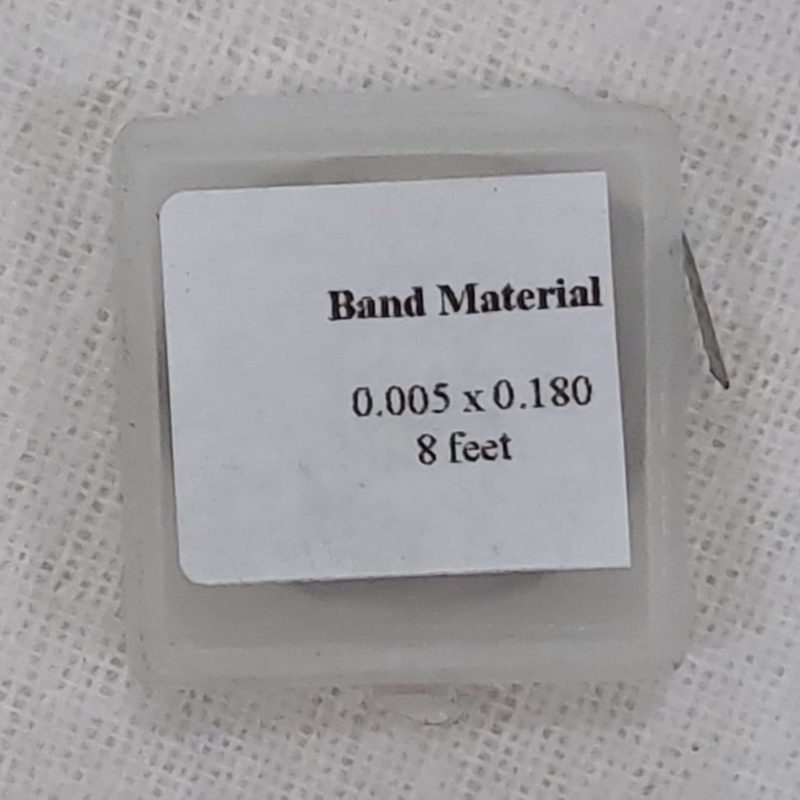 Band Material
0.005 x 0.180
8 feet